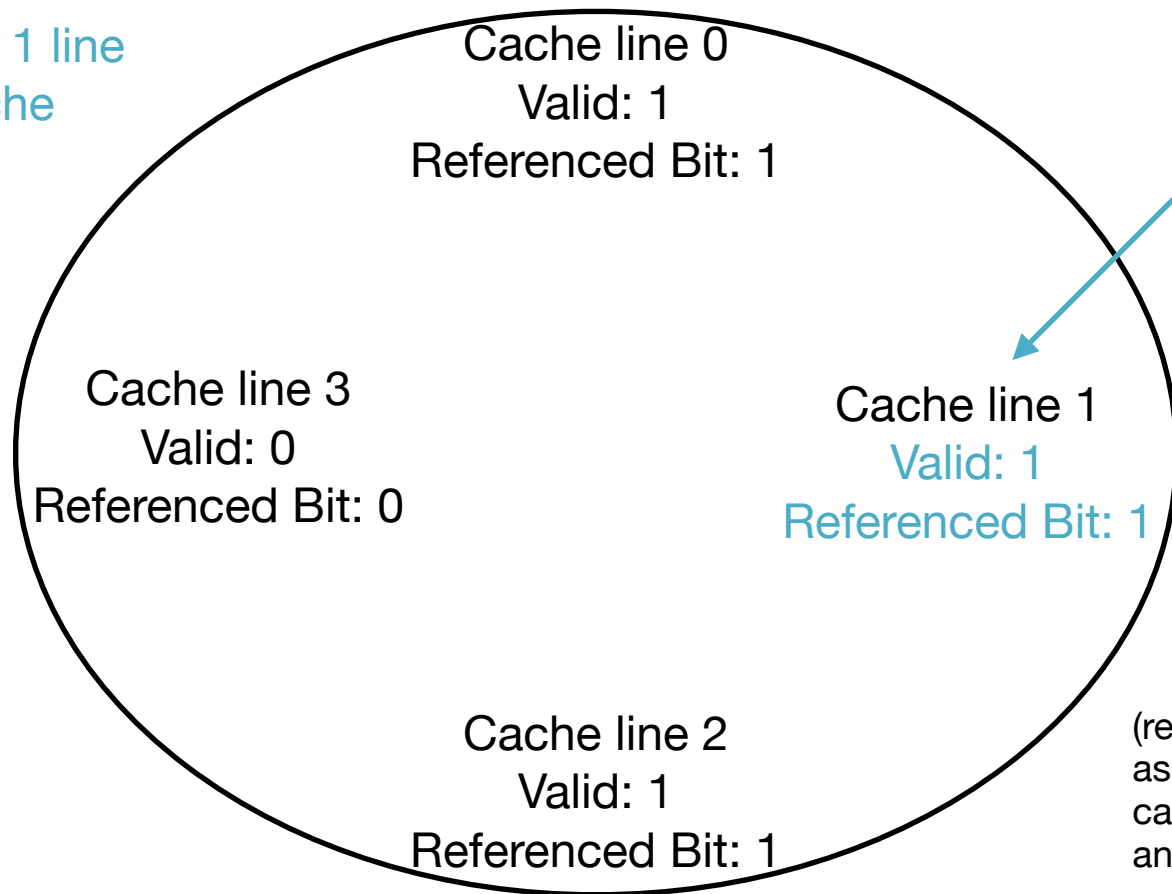 1 line
che
Cache line 0
Valid: 1
Referenced Bit: 1
Cache line 3
Valid: 0
Referenced Bit: 0
Cache line 1
Valid: 1
Referenced Bit: 1
Cache line 2
Valid: 1
Referenced Bit: 1
(re
as
ca
an